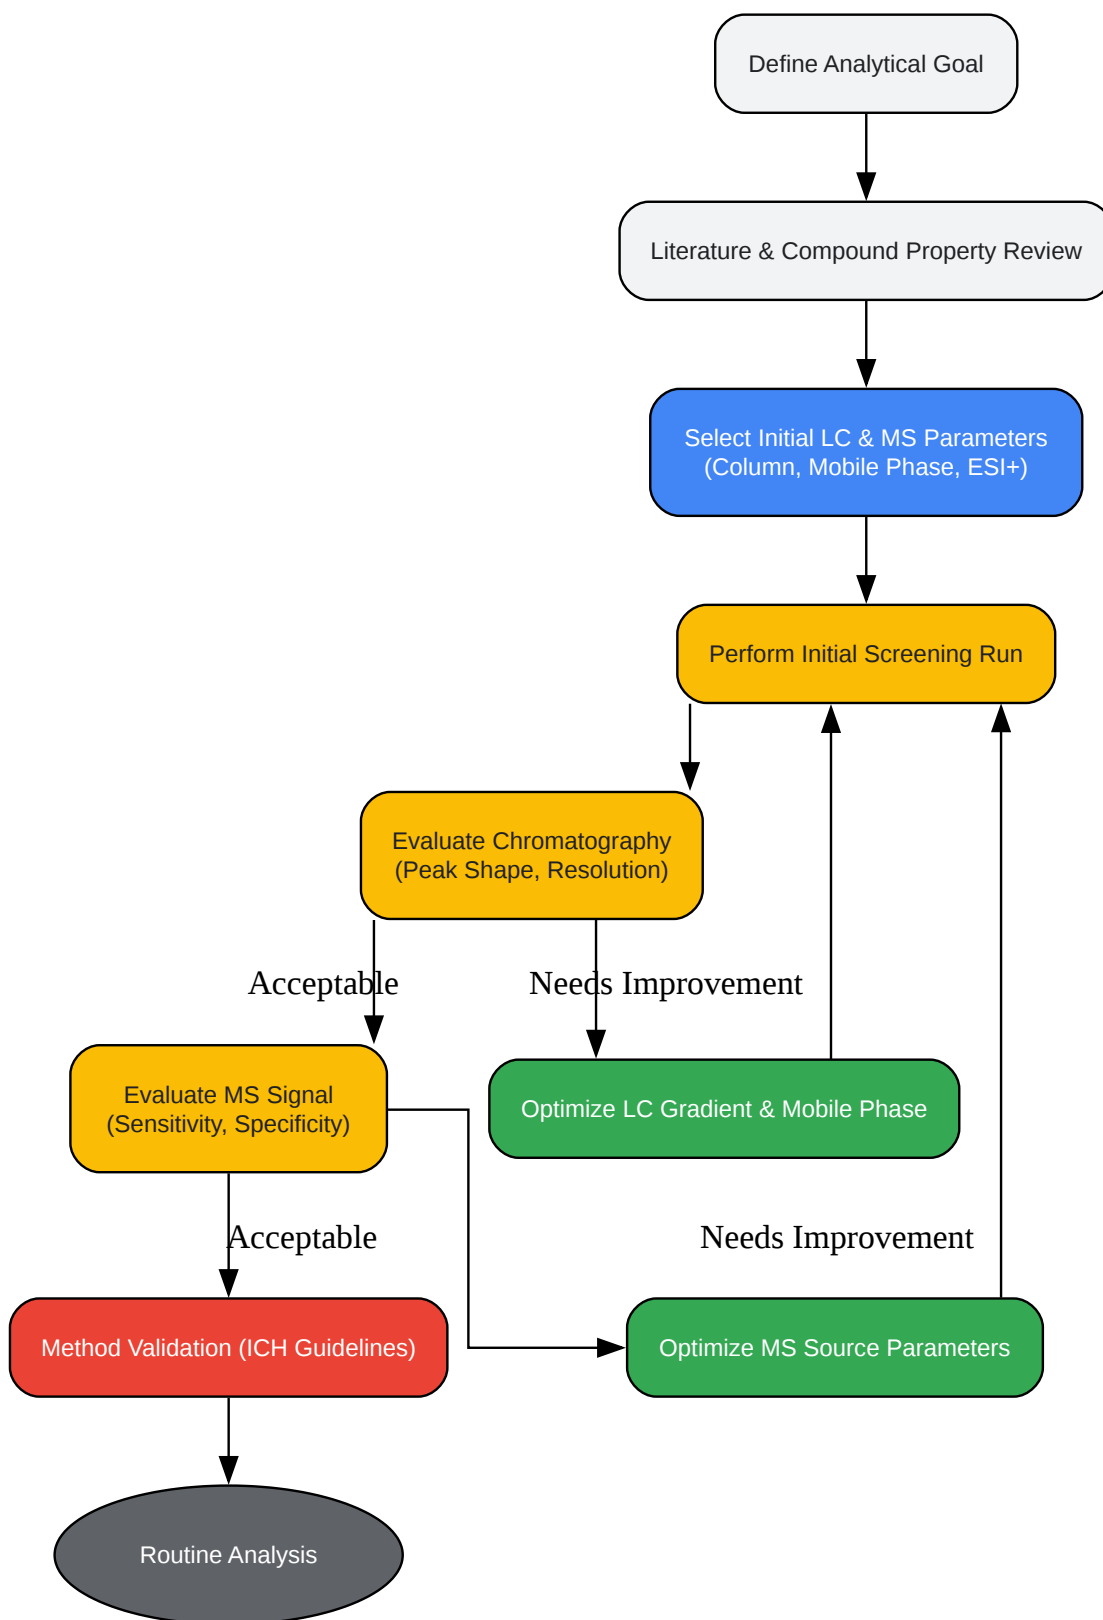 Define Analytical Goal
Literature & Compound Property Review
Select Initial LC & MS Parameters
(Column, Mobile Phase, ESI+)
Perform Initial Screening Run
Evaluate Chromatography
(Peak Shape, Resolution)
Acceptable
Needs Improvement
Evaluate MS Signal
(Sensitivity, Specificity)
Optimize LC Gradient & Mobile Phase
Acceptable
Needs Improvement
Method Validation (ICH Guidelines)
Optimize MS Source Parameters
Routine Analysis